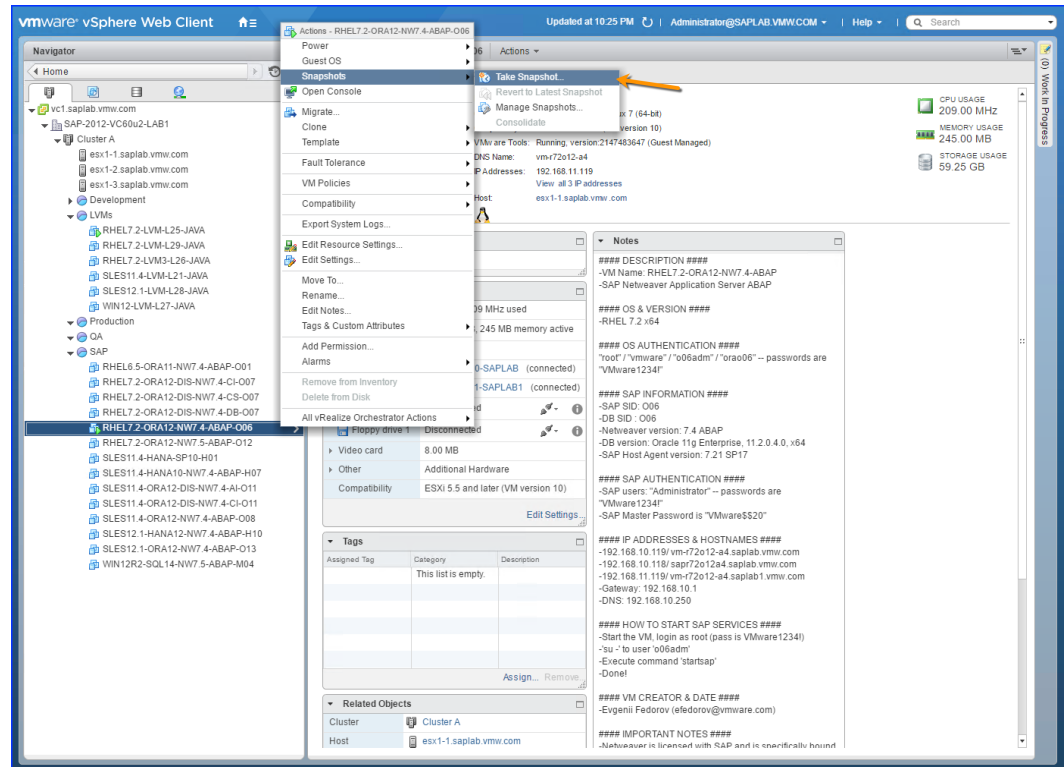 vmware® vSphere Web Client
Updated at 10:25 PM | Administrator@SAPLAB.VMW.COM | Help | Search
Navigator
Home
vc1.saplab.vmw.com
SAP-2012-VC60u2-LAB1
Cluster A
esx1-1.saplab.vmw.com
esx1-2.saplab.vmw.com
esx1-3.saplab.vmw.com
Development
LVMs
RHEL7.2-LVM-L25-JAVA
RHEL7.2-LVM-L29-JAVA
RHEL7.2-LVM3-L26-JAVA
SLES11.4-LVM-L21-JAVA
SLES12.1-LVM-L28-JAVA
WIN12-LVM-L27-JAVA
Production
QA
SAP
RHEL6.5-ORA11-NW7.4-ABAP-O01
RHEL7.2-ORA12-DIS-NW7.4-CI-O07
RHEL7.2-ORA12-DIS-NW7.4-CS-O07
RHEL7.2-ORA12-DIS-NW7.4-DB-O07
RHEL7.2-ORA12-NW7.4-ABAP-O06
RHEL7.2-ORA12-NW7.5-ABAP-O12
SLES11.4-HANA-SP10-H01
SLES11.4-HANA10-NW7.4-ABAP-H07
SLES11.4-ORA12-DIS-NW7.4-AI-O11
SLES11.4-ORA12-DIS-NW7.4-CI-O11
SLES11.4-ORA12-NW7.4-ABAP-O08
SLES12.1-HANA12-NW7.4-ABAP-H10
SLES12.1-ORA12-NW7.4-ABAP-O13
WIN12R2-SQL14-NW7.5-ABAP-M04
Actions - RHEL7.2-ORA12-NW7.4-ABAP-O06
Power
Guest OS
Snapshots
Open Console
Migrate...
Clone
Template
Fault Tolerance
VM Policies
Compatibility
Export System Logs...
Edit Resource Settings...
Edit Settings...
Move To...
Rename...
Edit Notes...
Tags & Custom Attributes
Add Permission...
Alarms
Remove from Inventory
Delete from Disk
All vRealize Orchestrator Actions
Take Snapshot...
Revert to Latest Snapshot
Manage Snapshots...
Consolidate
06 Actions
ux 7 (64-bit)
version 10)
VMware Tools: Running, version:2147483647 (Guest Managed)
DNS Name: vm-r72o12-a4
IP Addresses: 192.168.11.119
View all 3 IP addresses
Host: esx1-1.saplab.vmw.com
CPU USAGE
209.00 MHz
MEMORY USAGE
245.00 MB
STORAGE USAGE
59.25 GB
(0) Work In Progress
09 MHz used
, 245 MB memory active
0-SAPLAB (connected)
1-SAPLAB1 (connected)
d
Floppy drive 1 Disconnected
Video card 8.00 MB
Other Additional Hardware
Compatibility ESXi 5.5 and later (VM version 10)
Edit Settings...
Tags
Assigned Tag Category Description
This list is empty.
Assign... Remove...
Related Objects
Cluster Cluster A
Host esx1-1.saplab.vmw.com
Notes
#### DESCRIPTION ####
-VM Name: RHEL7.2-ORA12-NW7.4-ABAP
-SAP Netweaver Application Server ABAP
#### OS & VERSION ####
-RHEL 7.2 x64
#### OS AUTHENTICATION ####
"root" / "vmware" / "o06adm" / "orao06" -- passwords are
"VMware1234!"
#### SAP INFORMATION ####
-SAP SID: O06
-DB SID : O06
-Netweaver version: 7.4 ABAP
-DB version: Oracle 11g Enterprise, 11.2.0.4.0, x64
-SAP Host Agent version: 7.21 SP17
#### SAP AUTHENTICATION ####
-SAP users: "Administrator" -- passwords are
"VMware1234!"
-SAP Master Password is "VMware$$20"
#### IP ADDRESSES & HOSTNAMES ####
-192.168.10.119/ vm-r72o12-a4.saplab.vmw.com
-192.168.10.118/ sapr72o12a4.saplab.vmw.com
-192.168.11.119/ vm-r72o12-a4.saplab1.vmw.com
-Gateway: 192.168.10.1
-DNS: 192.168.10.250
#### HOW TO START SAP SERVICES ####
-Start the VM, login as root (pass is VMware1234!)
-'su -' to user 'o06adm'
-Execute command 'startsap'
-Done!
#### VM CREATOR & DATE ####
-Evgenii Fedorov (efedorov@vmware.com)
#### IMPORTANT NOTES ####
-Netweaver is licensed with SAP and is specifically bound